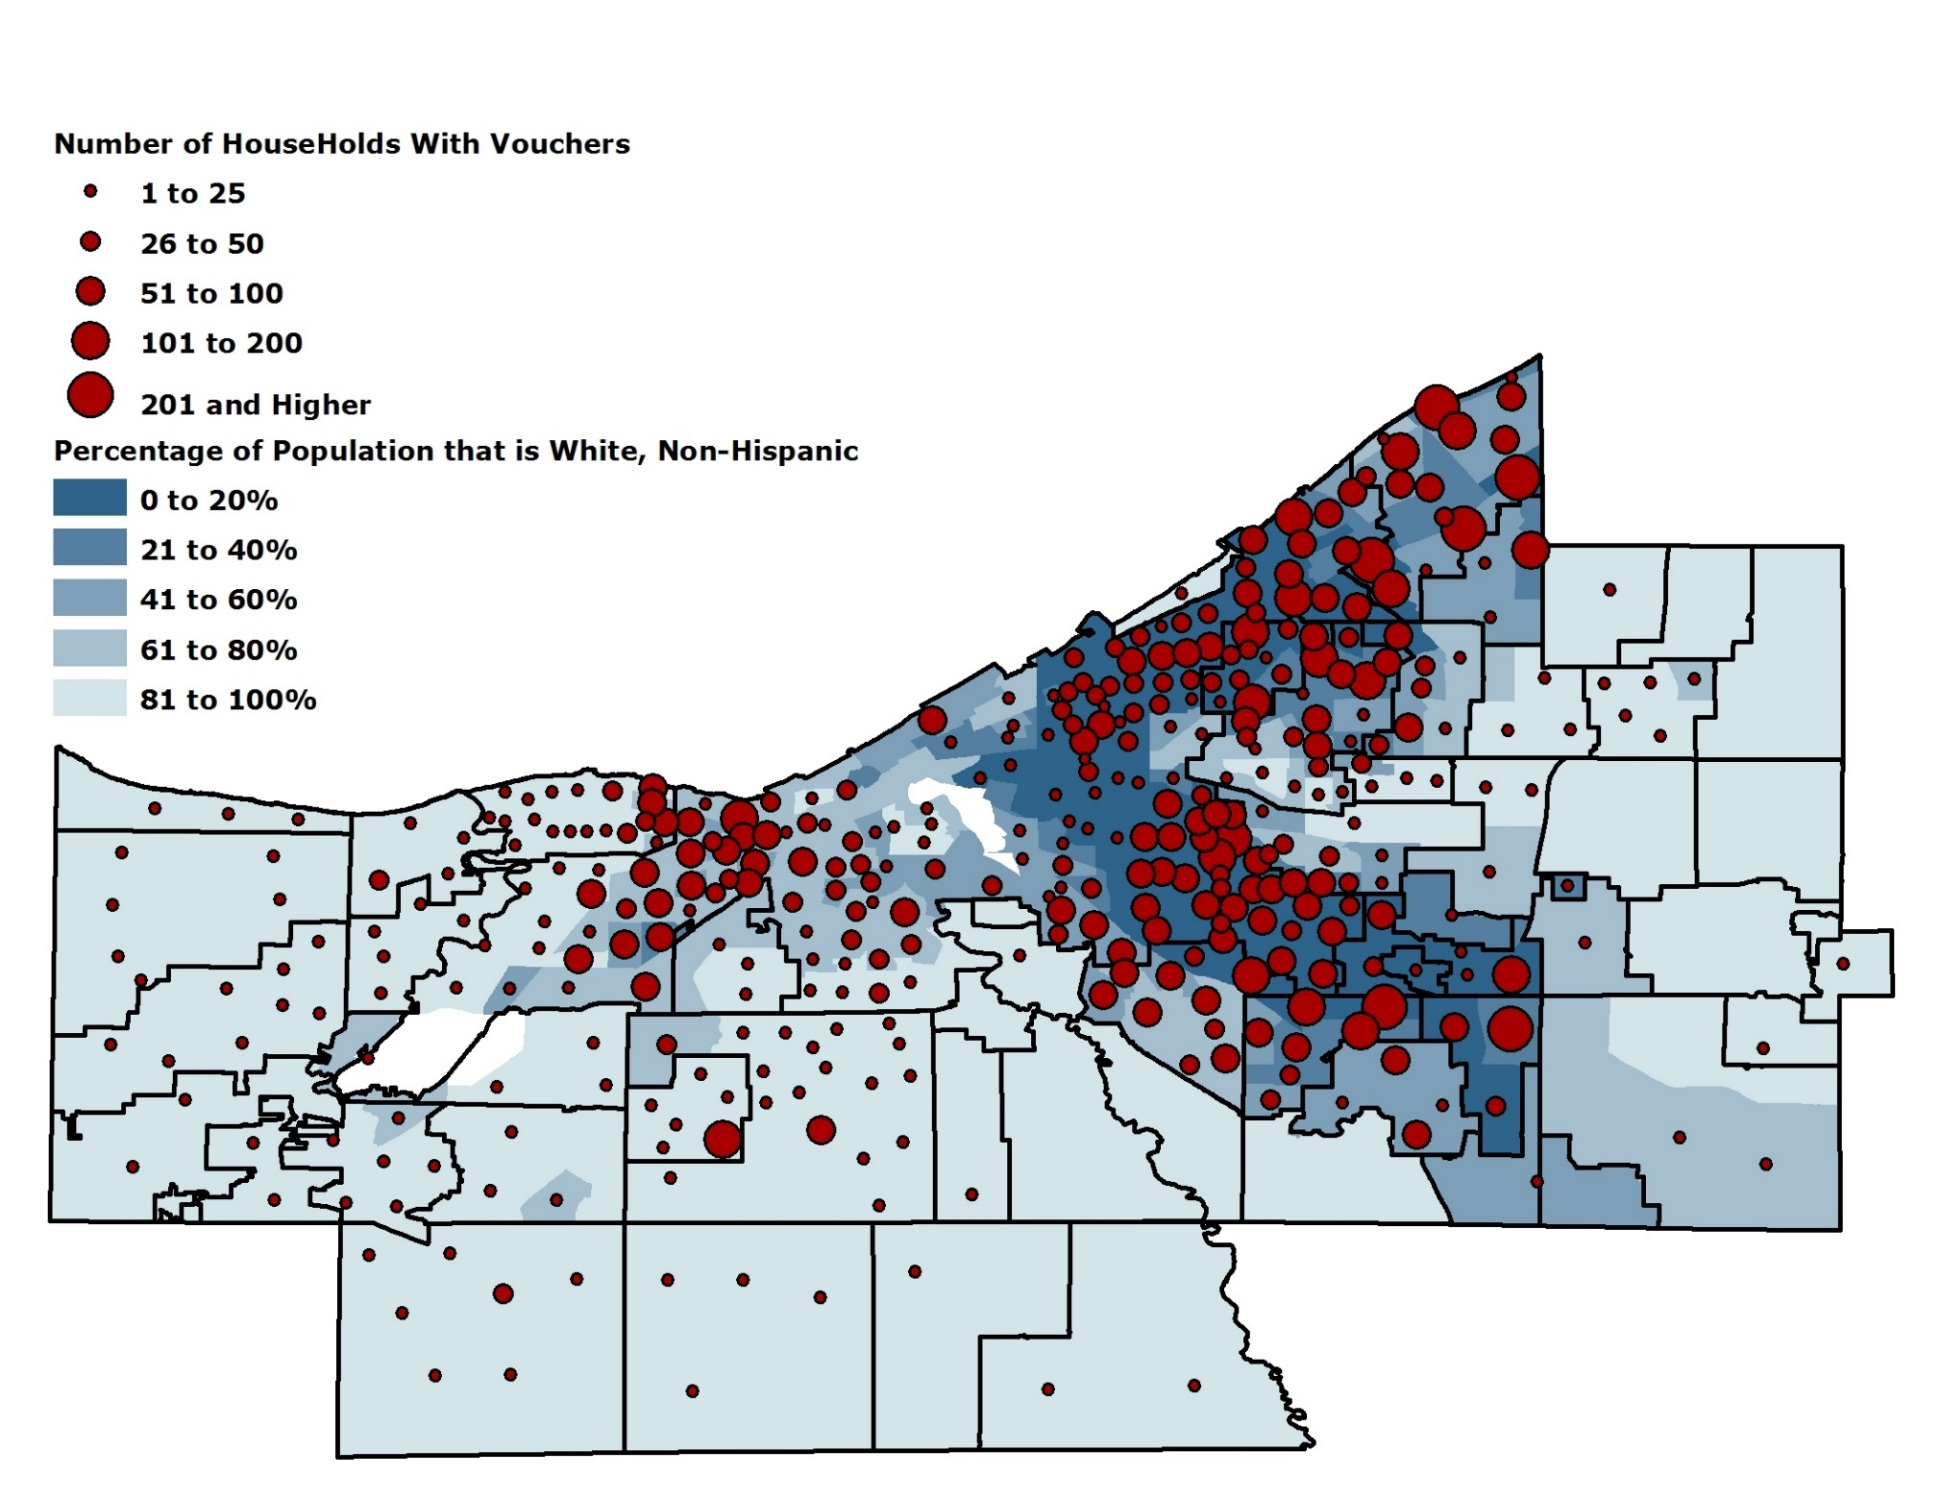 Number of HouseHolds With Vouchers
1 to 25
26 to 50
51 to 100
101 to 200
201 and Higher
Percentage of Population that is White, Non-Hispanic
0 to 20%
21 to 40%
41 to 60%
61 to 80%
81 to 100%